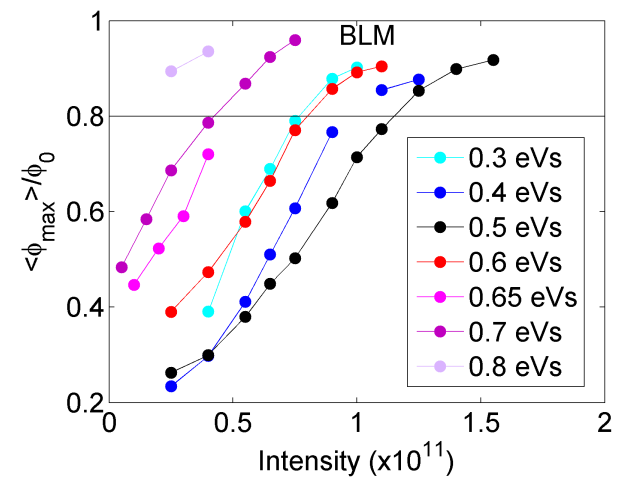 BLM
1
0.8
0.6
0.4
0.2
<ϕmax>/ϕ0
0.3 eVs
0.4 eVs
0.5 eVs
0.6 eVs
0.65 eVs
0.7 eVs
0.8 eVs
0 0.5 1 1.5 2
Intensity (x10¹¹)